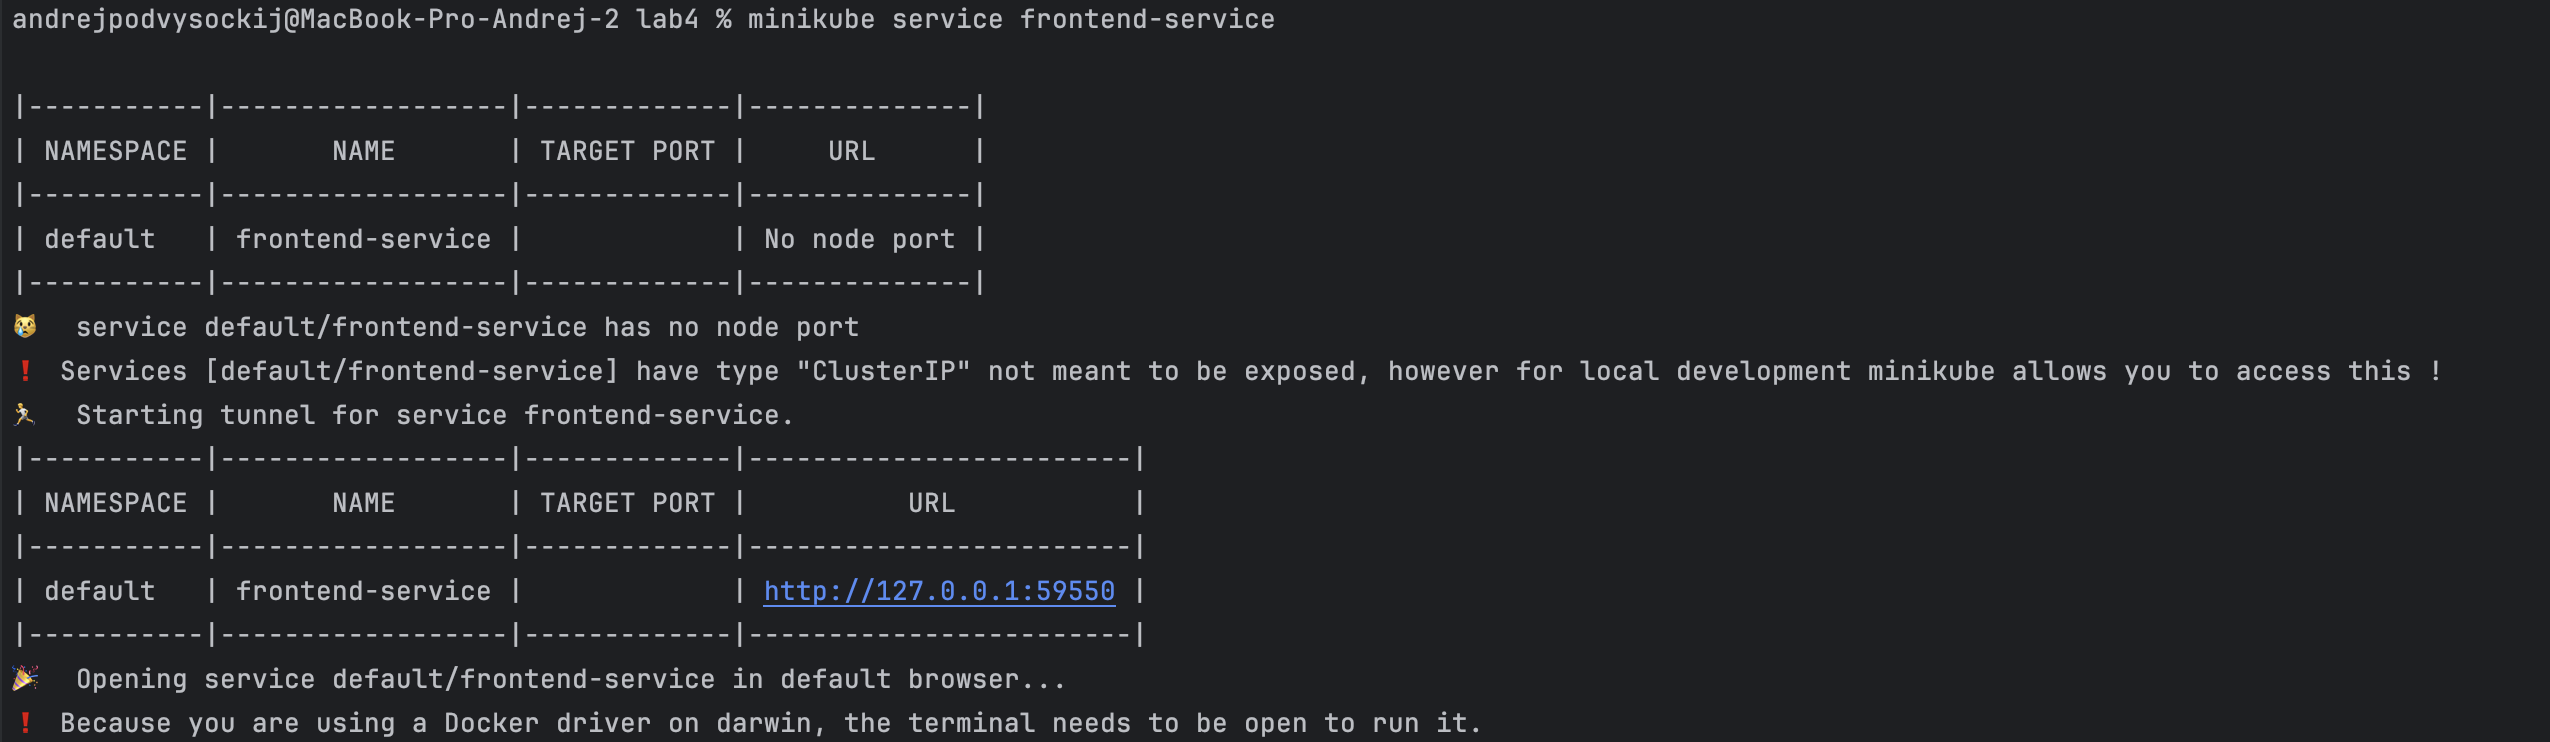 andrejpodvysockij@MacBook-Pro-Andrej-2 lab4 % minikube service frontend-service
|-----------|------------------|-------------|--------------|
| NAMESPACE |       NAME       | TARGET PORT |     URL      |
|-----------|------------------|-------------|--------------|
| default   | frontend-service |             | No node port |
|-----------|------------------|-------------|--------------|
😿  service default/frontend-service has no node port
❗ Services [default/frontend-service] have type "ClusterIP" not meant to be exposed, however for local development minikube allows you to access this !
🏃  Starting tunnel for service frontend-service.
|-----------|------------------|-------------|------------------------|
| NAMESPACE |       NAME       | TARGET PORT |          URL           |
|-----------|------------------|-------------|------------------------|
| default   | frontend-service |             | http://127.0.0.1:59550 |
|-----------|------------------|-------------|------------------------|
🎉  Opening service default/frontend-service in default browser...
❗ Because you are using a Docker driver on darwin, the terminal needs to be open to run it.